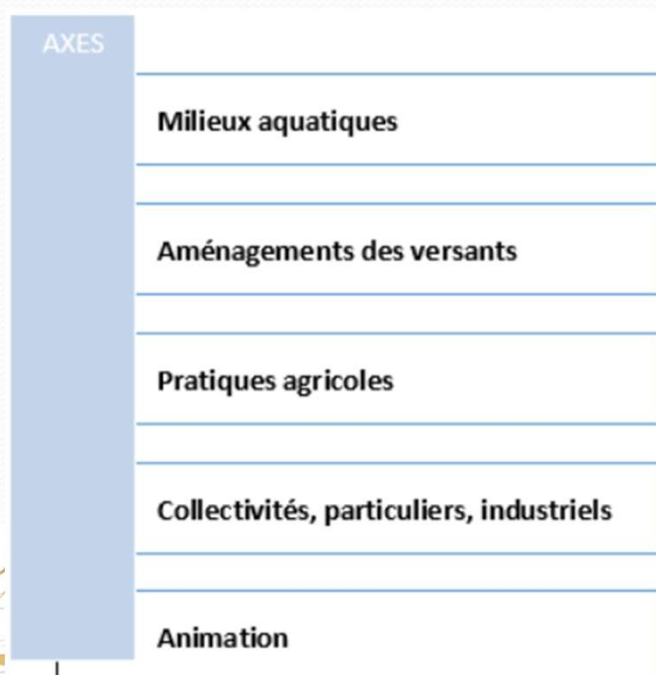 AXES
Milieux aquatiques
Aménagements des versants
Pratiques agricoles
Collectivités, particuliers, industriels
Animation